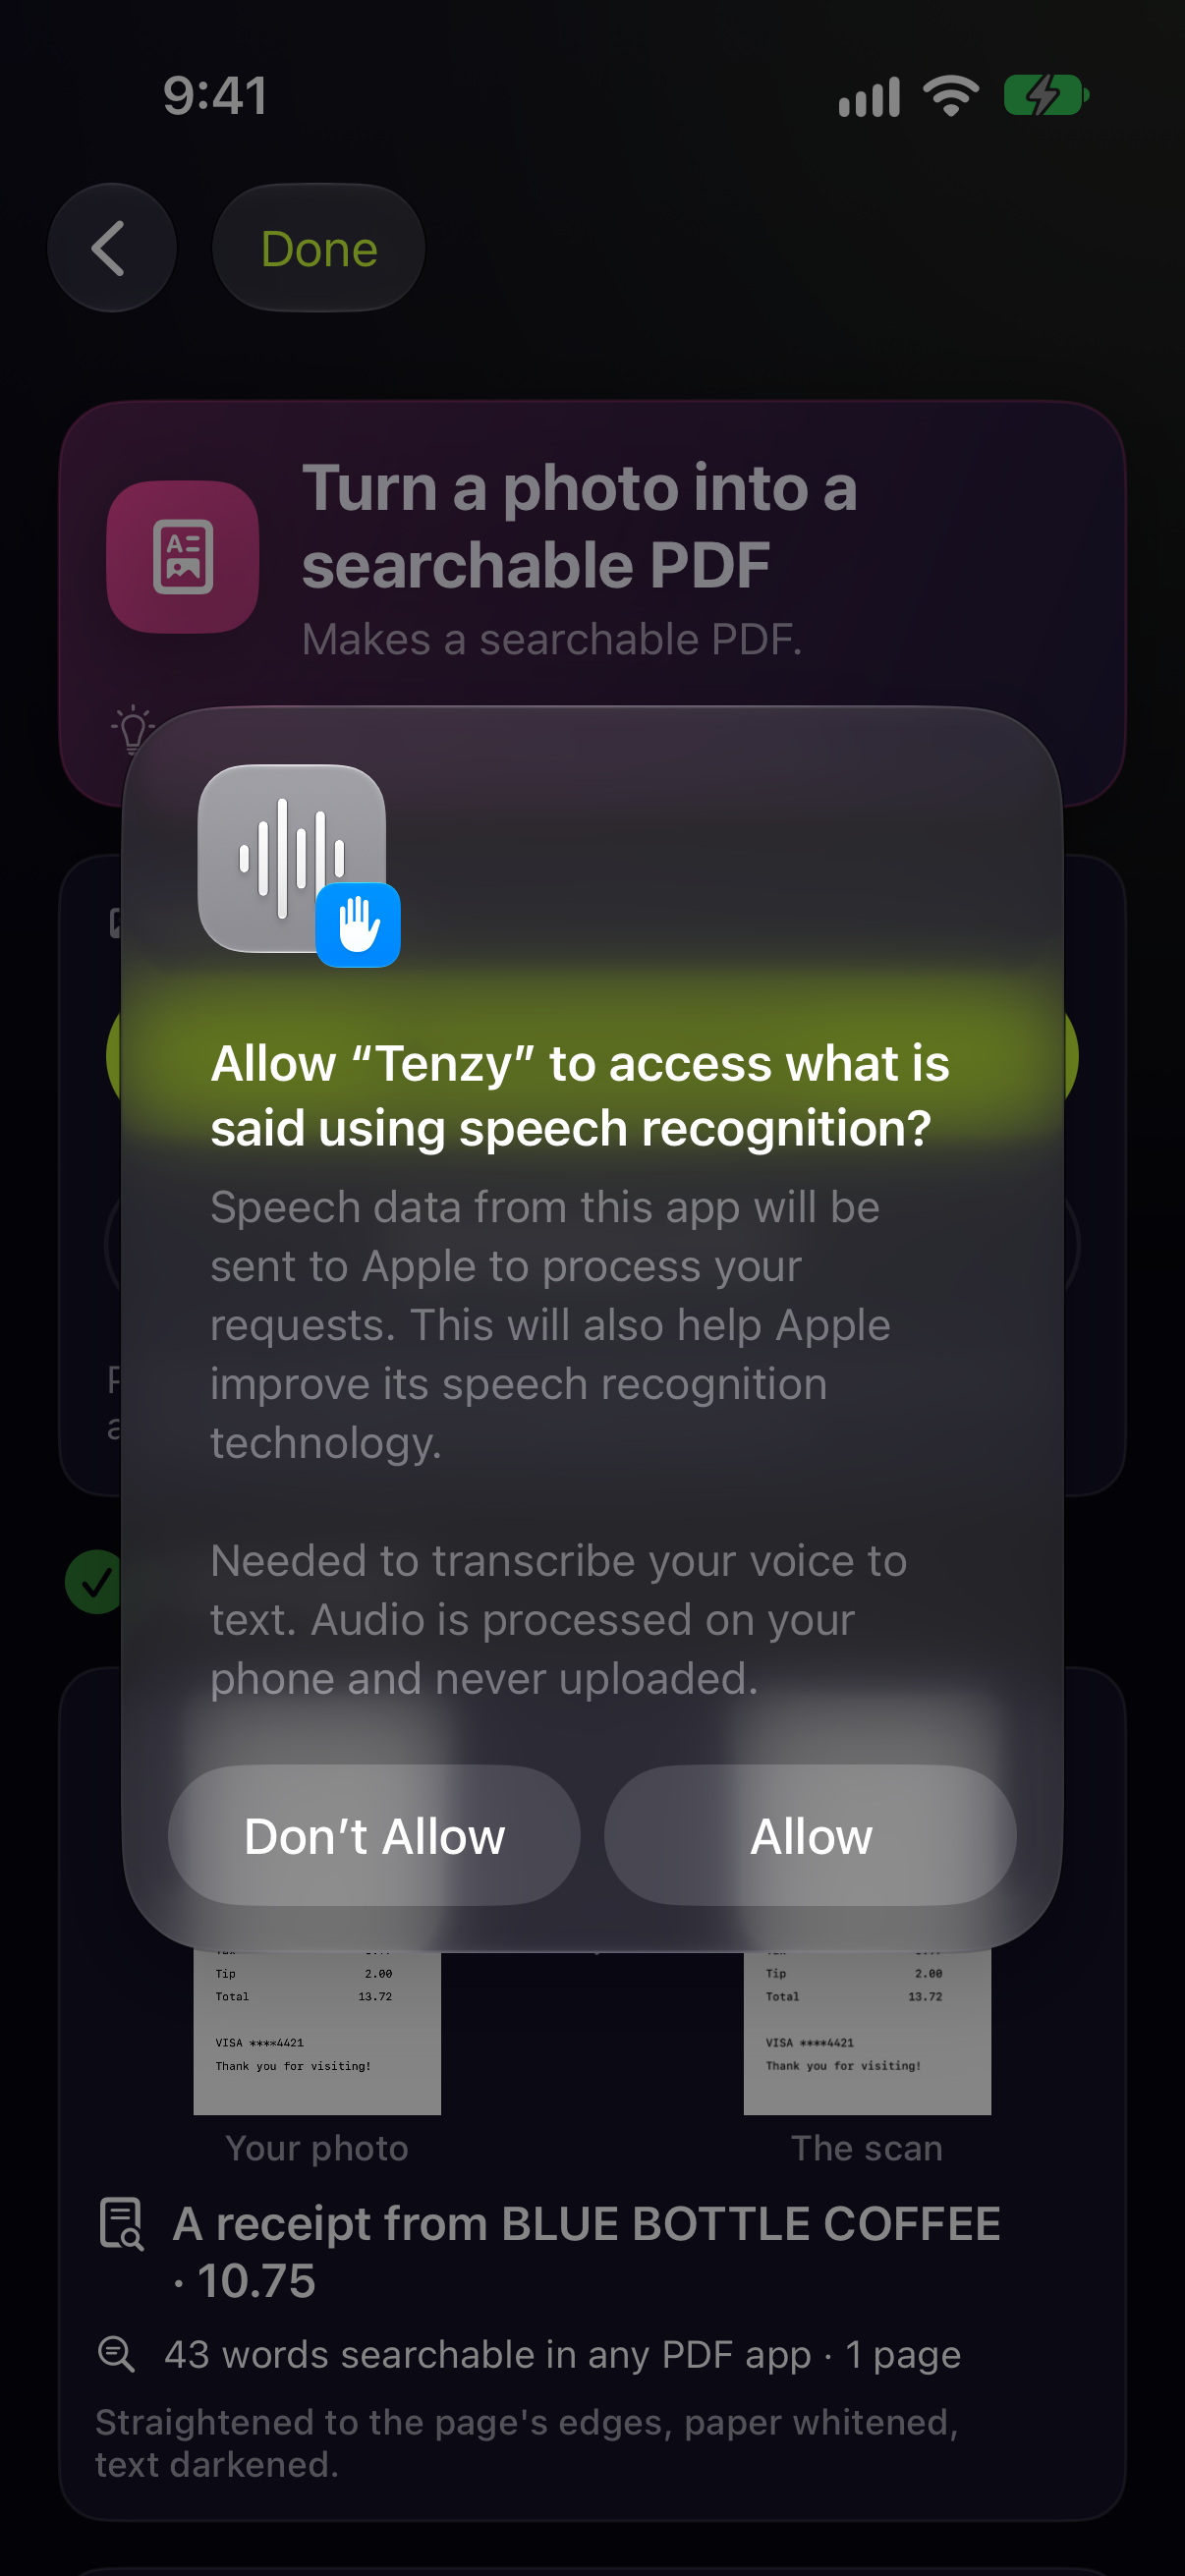 9:41
Done
Turn a photo into a
searchable PDF
Makes a searchable PDF.
Allow “Tenzy” to access what is
said using speech recognition?
Speech data from this app will be
sent to Apple to process your
requests. This will also help Apple
improve its speech recognition
technology.
Needed to transcribe your voice to
text. Audio is processed on your
phone and never uploaded.
Don’t Allow
Allow
Tip 2.00
Total 13.72
VISA ****4421
Thank you for visiting!
Tip 2.00
Total 13.72
VISA ****4421
Thank you for visiting!
Your photo
The scan
A receipt from BLUE BOTTLE COFFEE
· 10.75
43 words searchable in any PDF app · 1 page
Straightened to the page's edges, paper whitened,
text darkened.